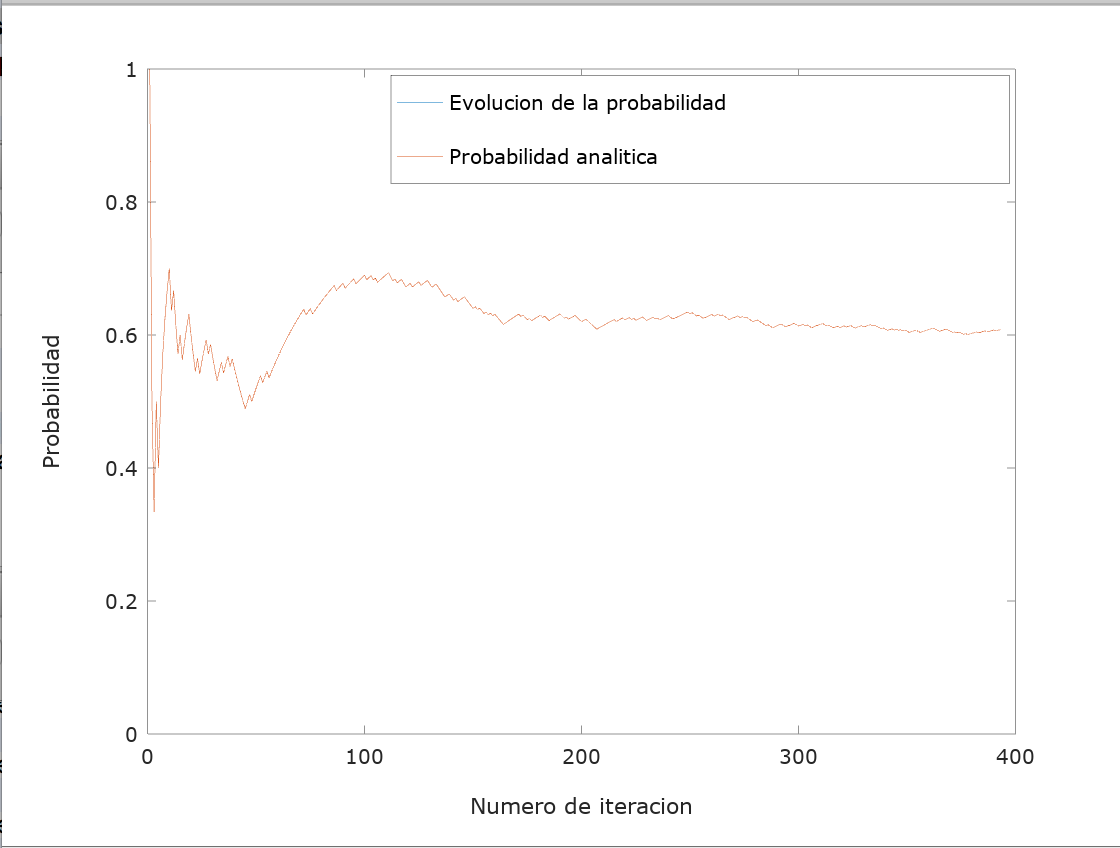 Evolucion de la probabilidad
Probabilidad analitica
1
0.8
0.6
0.4
0.2
0
Probabilidad
0 100 200 300 400
Numero de iteracion